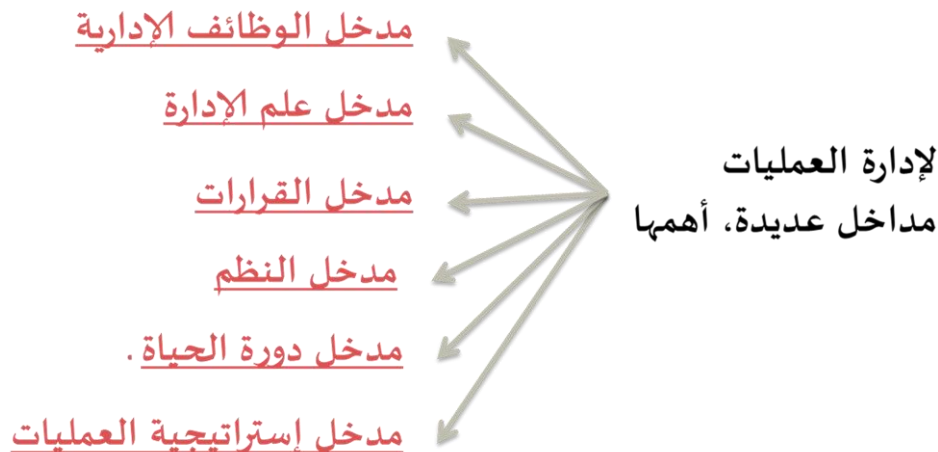 لإدارة العمليات
مداخل عديدة، أهمها
مدخل الوظائف الإدارية
مدخل علم الإدارة
مدخل القرارات
مدخل النظم
مدخل دورة الحياة .
مدخل إستراتيجية العمليات